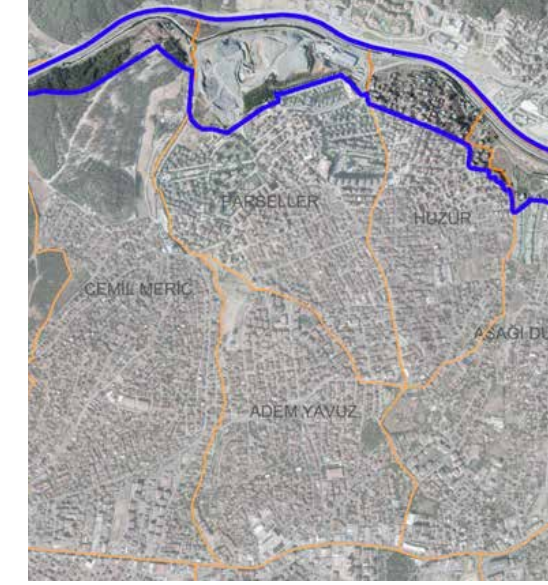 PARSELLER
HUZUR
CEMİL MERİÇ
AŞAĞI DU
ADEM YAVUZ